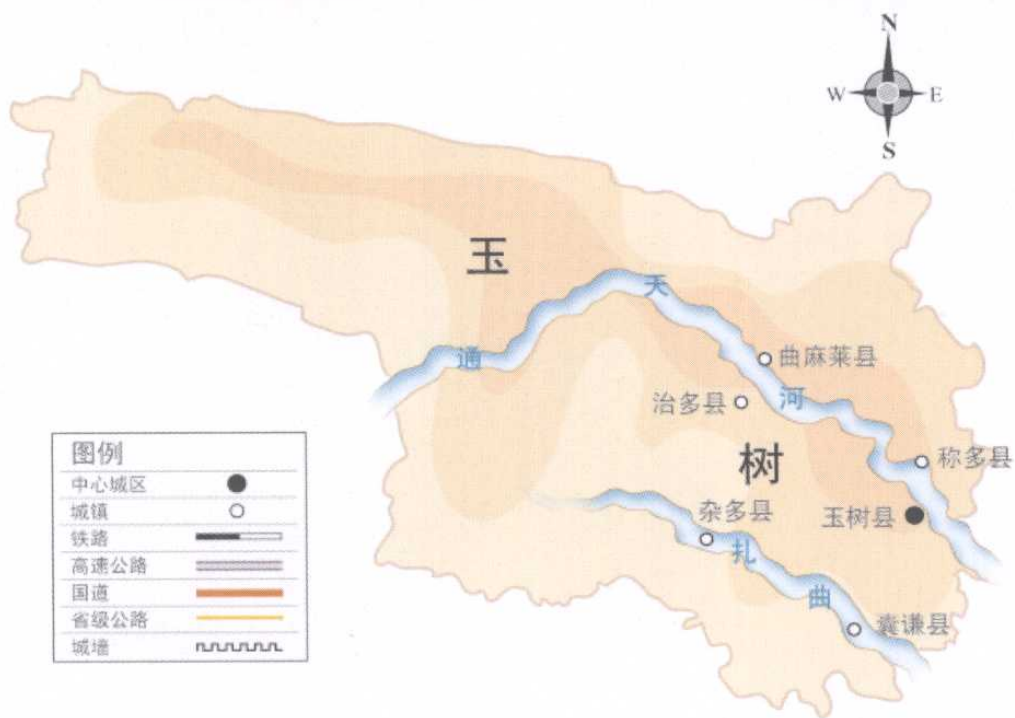 N
W E
S
玉
天
通
曲麻莱县
治多县
河
树
称多县
杂多县
玉树县
扎
曲
囊谦县
图例
中心城区
城镇
铁路
高速公路
国道
省级公路
城墙